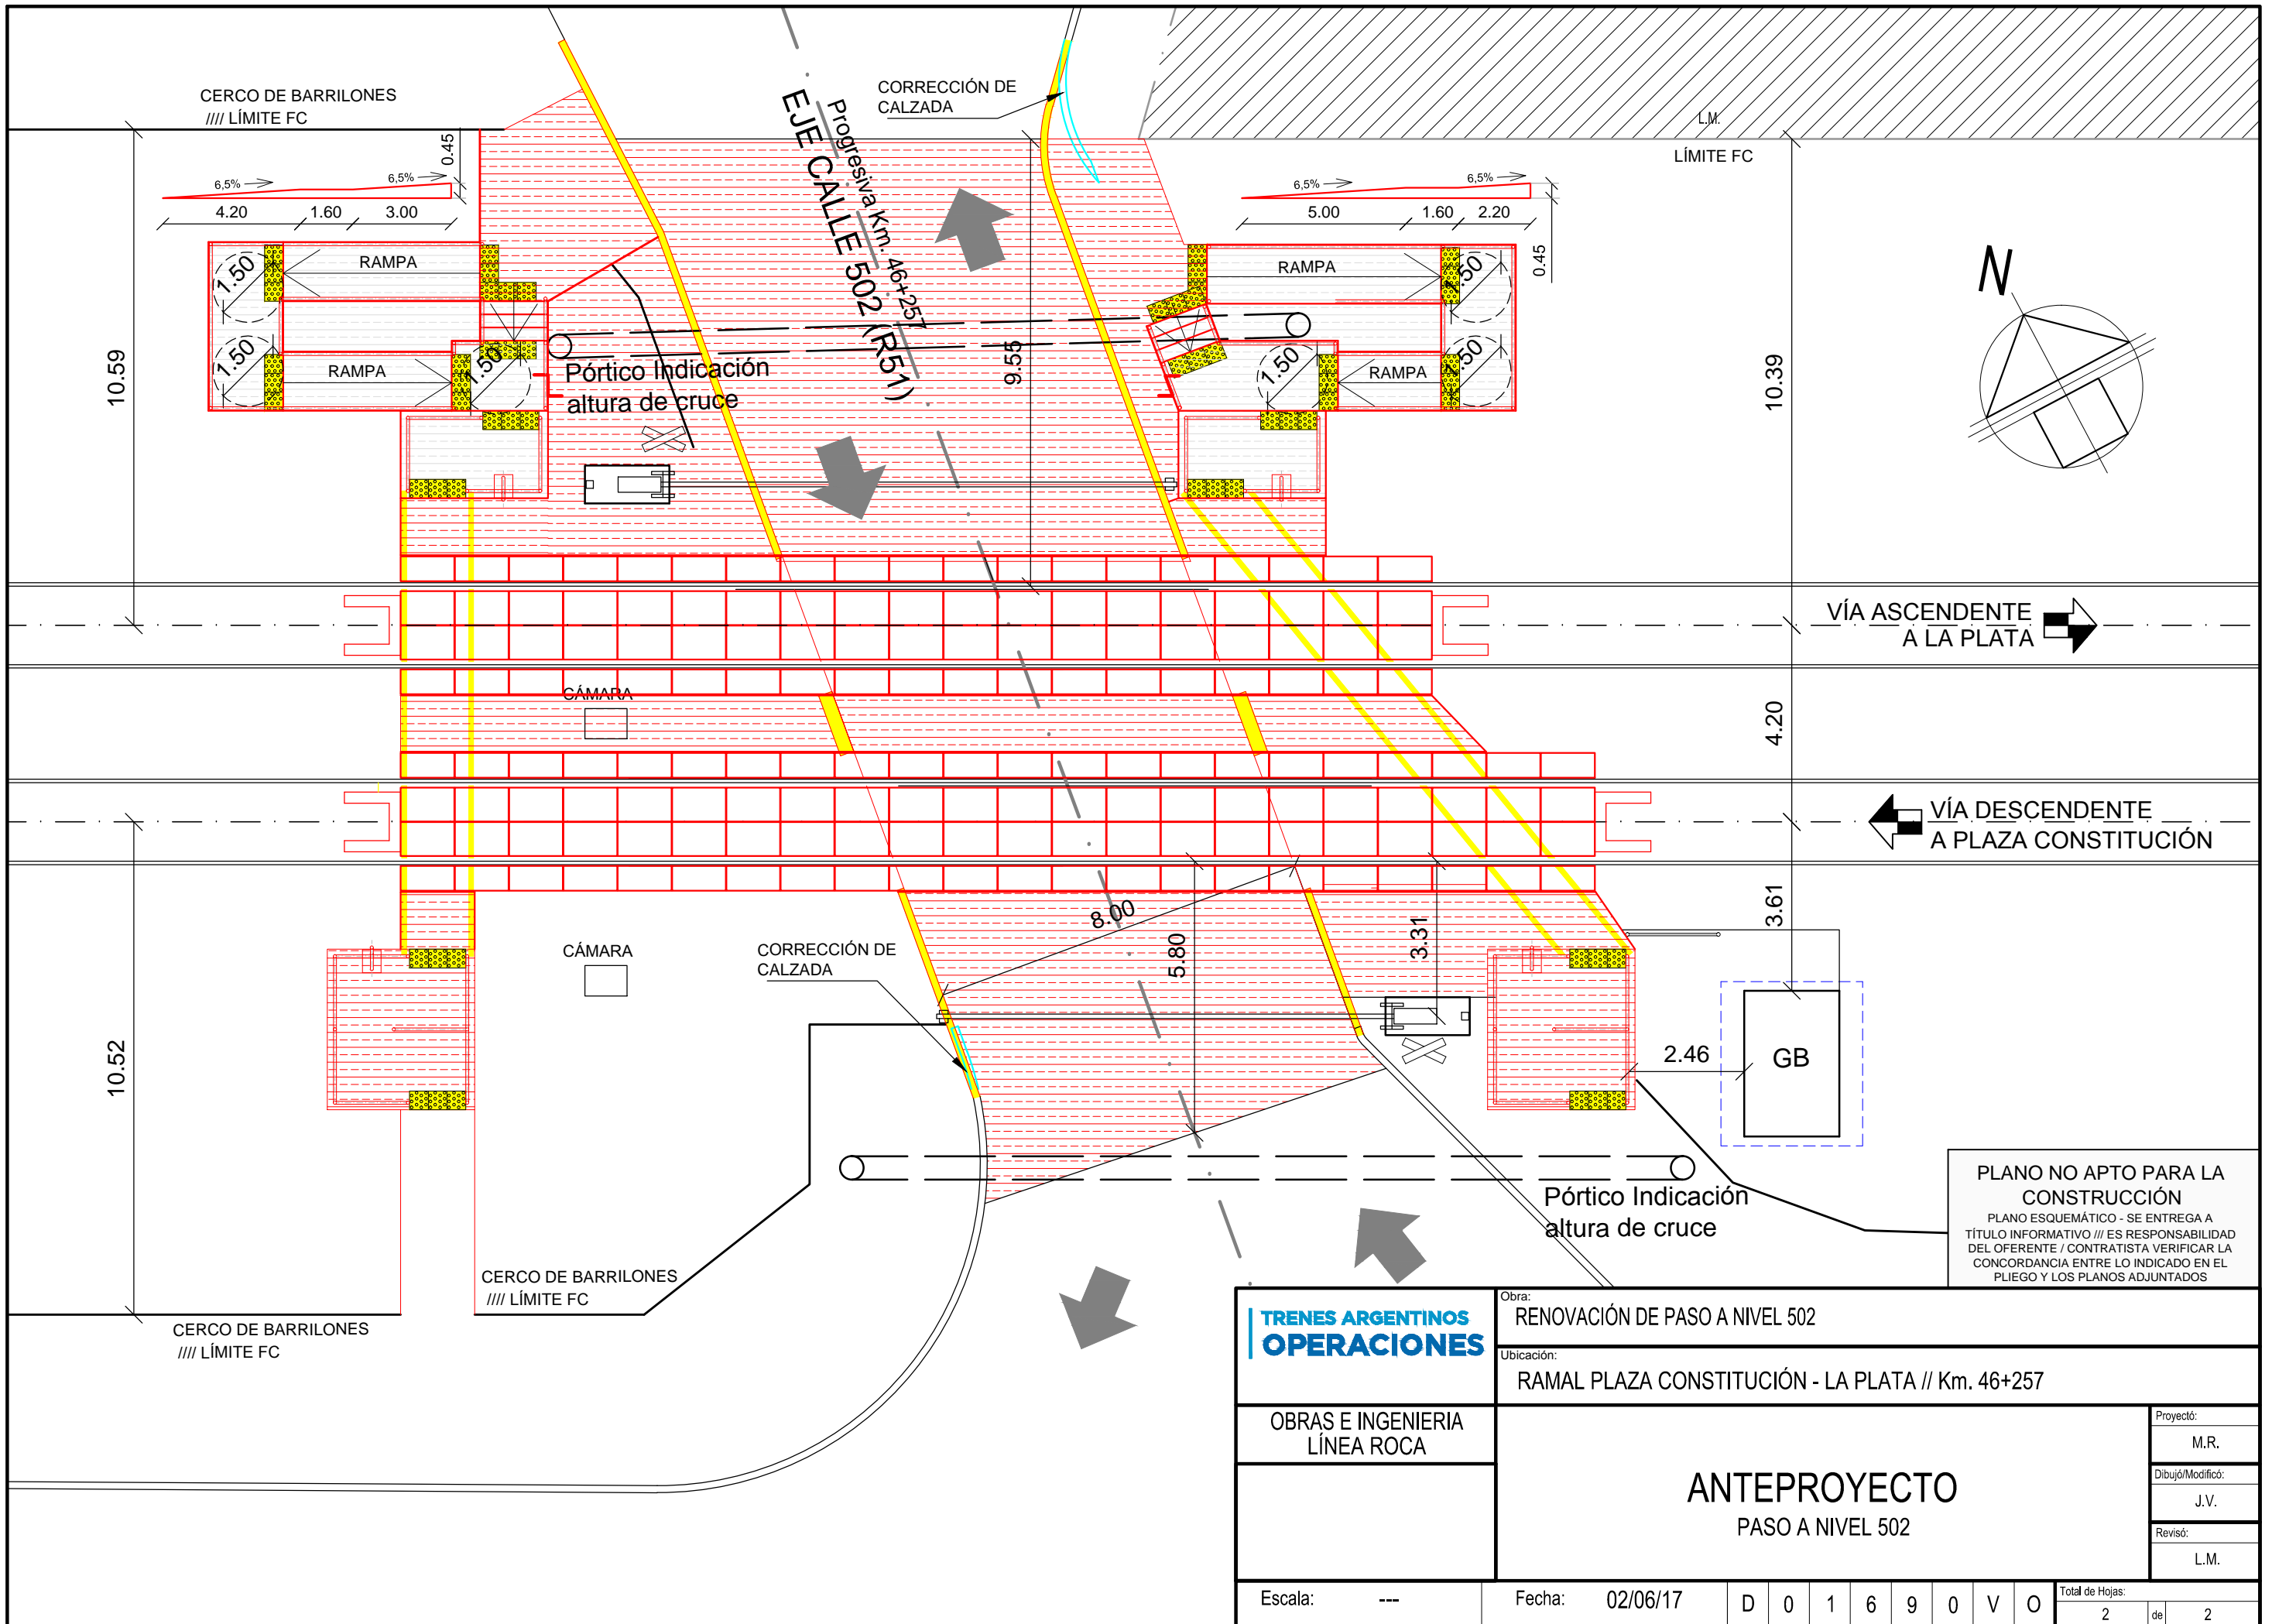 CERCO DE BARRILONES
//// LÍMITE FC
CORRECCIÓN DE
CALZADA
Progresiva Km. 46+257
EJE CALLE 502 (R51)
L.M.
LÍMITE FC
0.45
6,5%
6,5%
4.20
1.60
3.00
6,5%
6,5%
5.00
1.60
2.20
0.45
N
1.50
RAMPA
RAMPA
1.50
10.59
1.50
RAMPA
1.50
Pórtico Indicación
altura de cruce
9.55
1.50
RAMPA
1.50
10.39
VÍA ASCENDENTE
A LA PLATA
CÁMARA
4.20
VÍA DESCENDENTE
A PLAZA CONSTITUCIÓN
8.00
5.80
3.31
3.61
CÁMARA
CORRECCIÓN DE
CALZADA
10.52
2.46
GB
Pórtico Indicación
altura de cruce
CERCO DE BARRILONES
//// LÍMITE FC
CERCO DE BARRILONES
//// LÍMITE FC
PLANO NO APTO PARA LA
CONSTRUCCIÓN
PLANO ESQUEMÁTICO - SE ENTREGA A
TÍTULO INFORMATIVO /// ES RESPONSABILIDAD
DEL OFERENTE / CONTRATISTA VERIFICAR LA
CONCORDANCIA ENTRE LO INDICADO EN EL
PLIEGO Y LOS PLANOS ADJUNTADOS
TRENES ARGENTINOS
OPERACIONES
Obra:
RENOVACIÓN DE PASO A NIVEL 502
Ubicación:
RAMAL PLAZA CONSTITUCIÓN - LA PLATA // Km. 46+257
OBRAS E INGENIERIA
LÍNEA ROCA
ANTEPROYECTO
PASO A NIVEL 502
Proyectó:
M.R.
Dibujó/Modificó:
J.V.
Revisó:
L.M.
Escala: ---
Fecha: 02/06/17
D 0 1 6 9 0 V O
Total de Hojas:
2 de 2